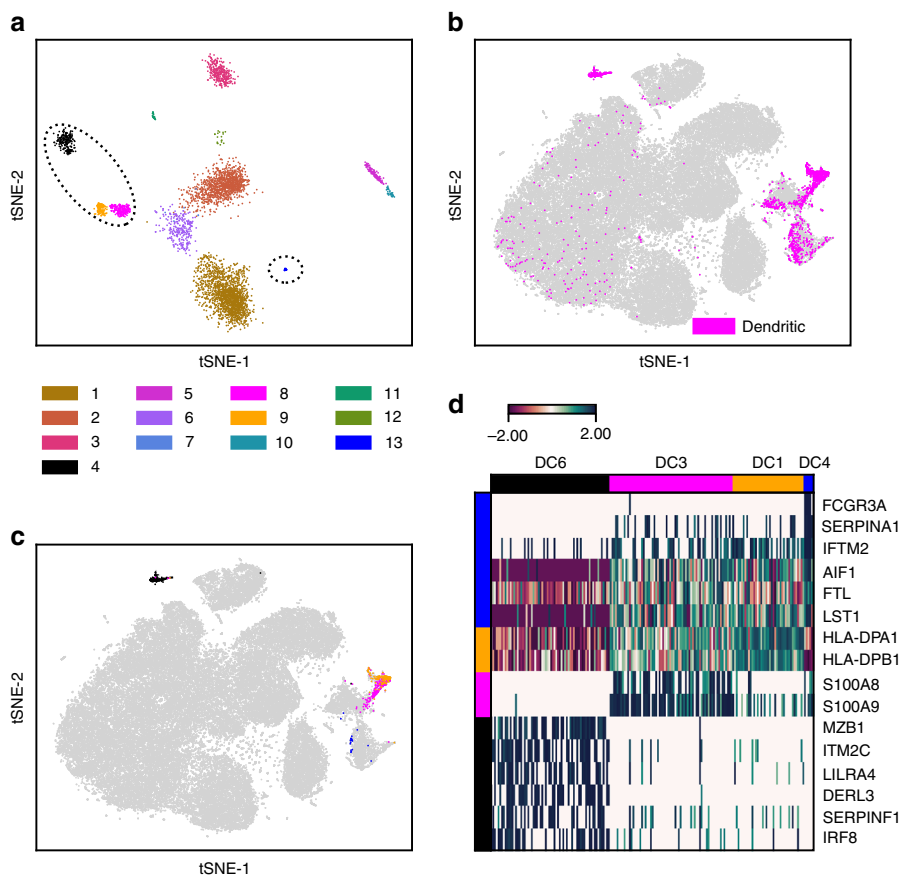 a
tSNE-2
tSNE-1
1
2
3
4
5
6
7
8
9
10
11
12
13
b
tSNE-2
Dendritic
tSNE-1
c
tSNE-2
tSNE-1
d
−2.00 2.00
DC6 DC3 DC1 DC4
FCGR3A
SERPINA1
IFTM2
AIF1
FTL
LST1
HLA-DPA1
HLA-DPB1
S100A8
S100A9
MZB1
ITM2C
LILRA4
DERL3
SERPINF1
IRF8